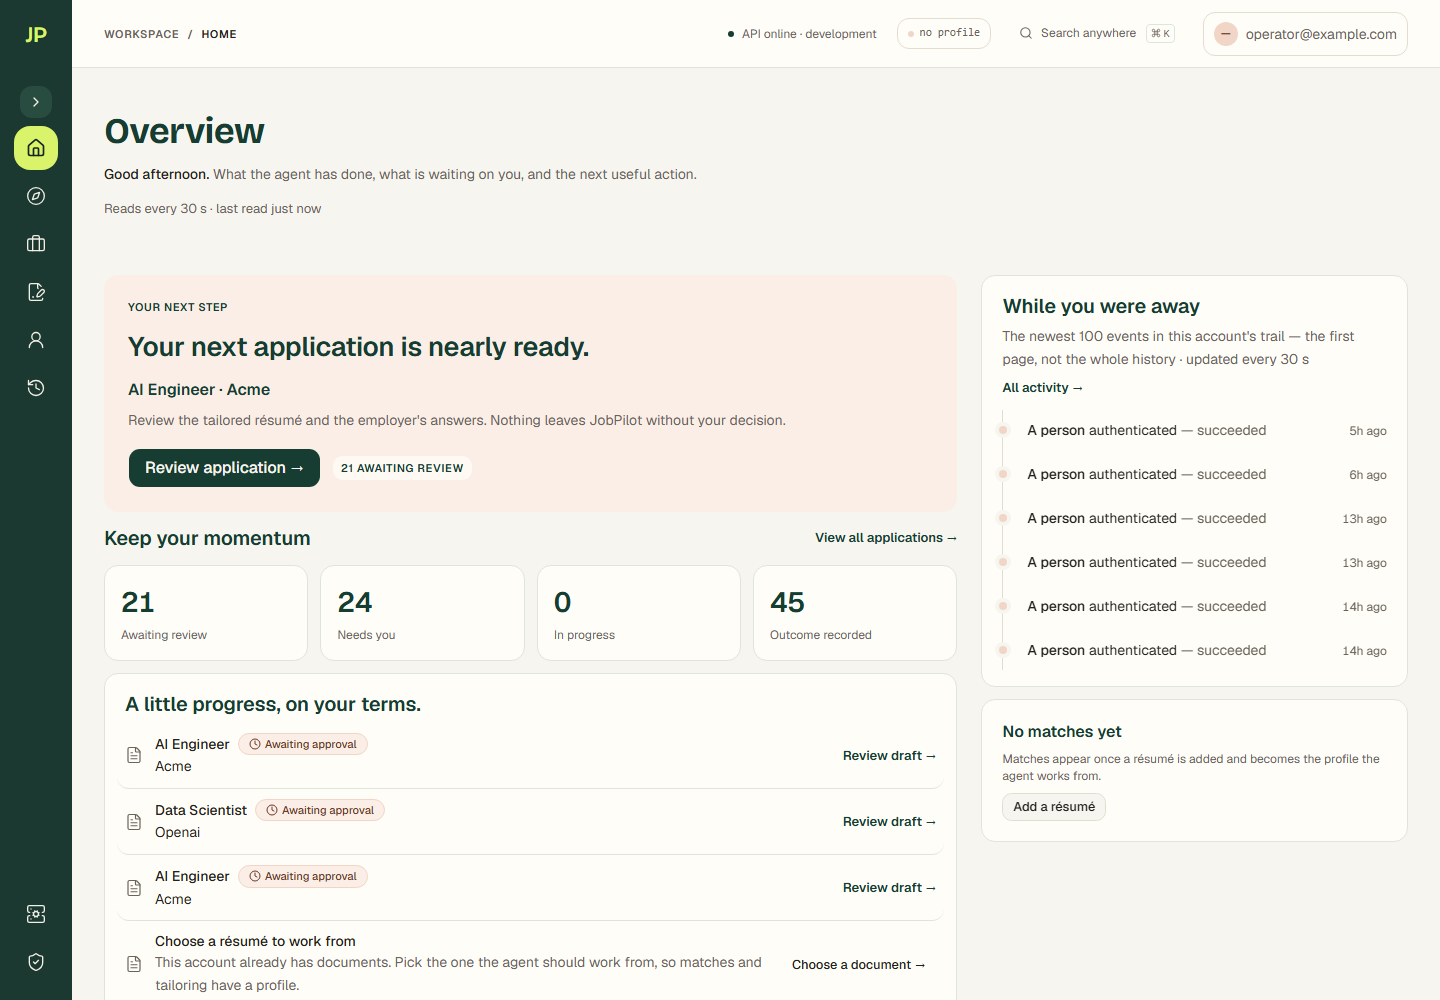 JP
WORKSPACE / HOME
API online · development
no profile
Search anywhere ⌘ K
operator@example.com
Overview
Good afternoon. What the agent has done, what is waiting on you, and the next useful action.
Reads every 30 s · last read just now
YOUR NEXT STEP
Your next application is nearly ready.
AI Engineer · Acme
Review the tailored résumé and the employer's answers. Nothing leaves JobPilot without your decision.
Review application →
21 AWAITING REVIEW
Keep your momentum
View all applications →
21
Awaiting review
24
Needs you
0
In progress
45
Outcome recorded
A little progress, on your terms.
AI Engineer Awaiting approval
Acme
Review draft →
Data Scientist Awaiting approval
Openai
Review draft →
AI Engineer Awaiting approval
Acme
Review draft →
Choose a résumé to work from
This account already has documents. Pick the one the agent should work from, so matches and
tailoring have a profile.
Choose a document →
While you were away
The newest 100 events in this account's trail — the first
page, not the whole history · updated every 30 s
All activity →
A person authenticated — succeeded 5h ago
A person authenticated — succeeded 6h ago
A person authenticated — succeeded 13h ago
A person authenticated — succeeded 13h ago
A person authenticated — succeeded 14h ago
A person authenticated — succeeded 14h ago
No matches yet
Matches appear once a résumé is added and becomes the profile the
agent works from.
Add a résumé